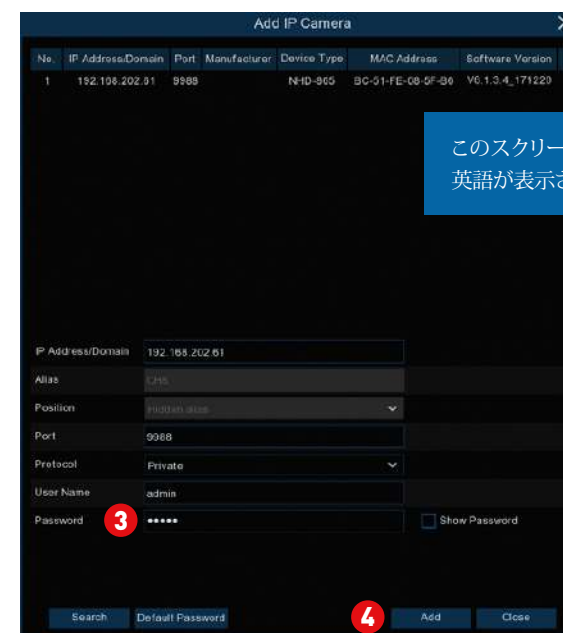 Add IP Camera
No. IP Address/Domain Port Manufacturer Device Type MAC Address Software Version
1 192.168.202.61 9988 NHD-865 BC-51-FE-08-5F-B6 V6.1.3.4_171220
このスクリー
英語が表示さ
IP Address/Domain 192.168.202.61
Alias CH5
Position
Port 9988
Protocol Private
User Name admin
Password 3 ••••• Show Password
Search Default Password 4 Add Close